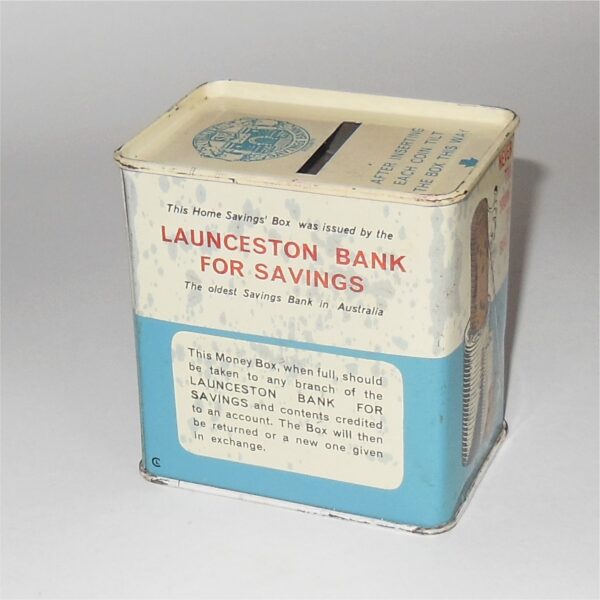 AFTER INSERTING
EACH COIN TILT
THE BOX THIS WAY
This Home Savings' Box was issued by the
LAUNCESTON BANK
FOR SAVINGS
The oldest Savings Bank in Australia
This Money Box, when full, should
be taken to any branch of the
LAUNCESTON BANK FOR
SAVINGS and contents credited
to an account. The Box will then
be returned or a new one given
in exchange.